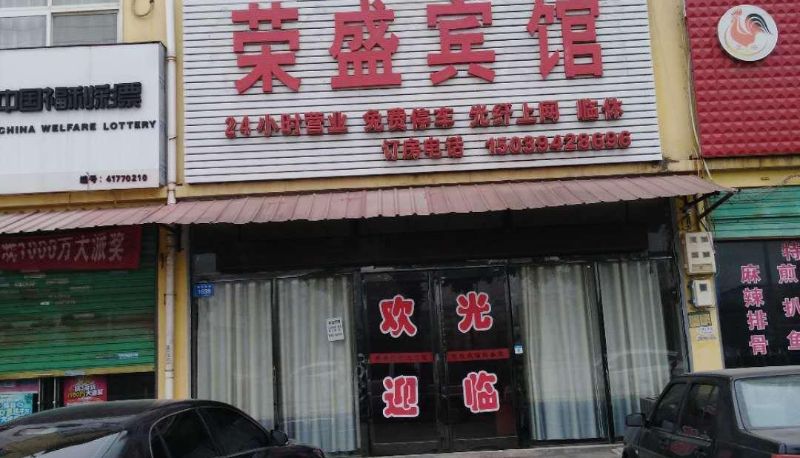 荣盛宾馆
24小时营业 免费停车 光纤上网 临休
订房电话 15039428696
中国福利彩票
CHINA WELFARE LOTTERY
编号：41770210
1000万大派奖
欢迎
光临
特
煎扒鱼
麻辣排骨